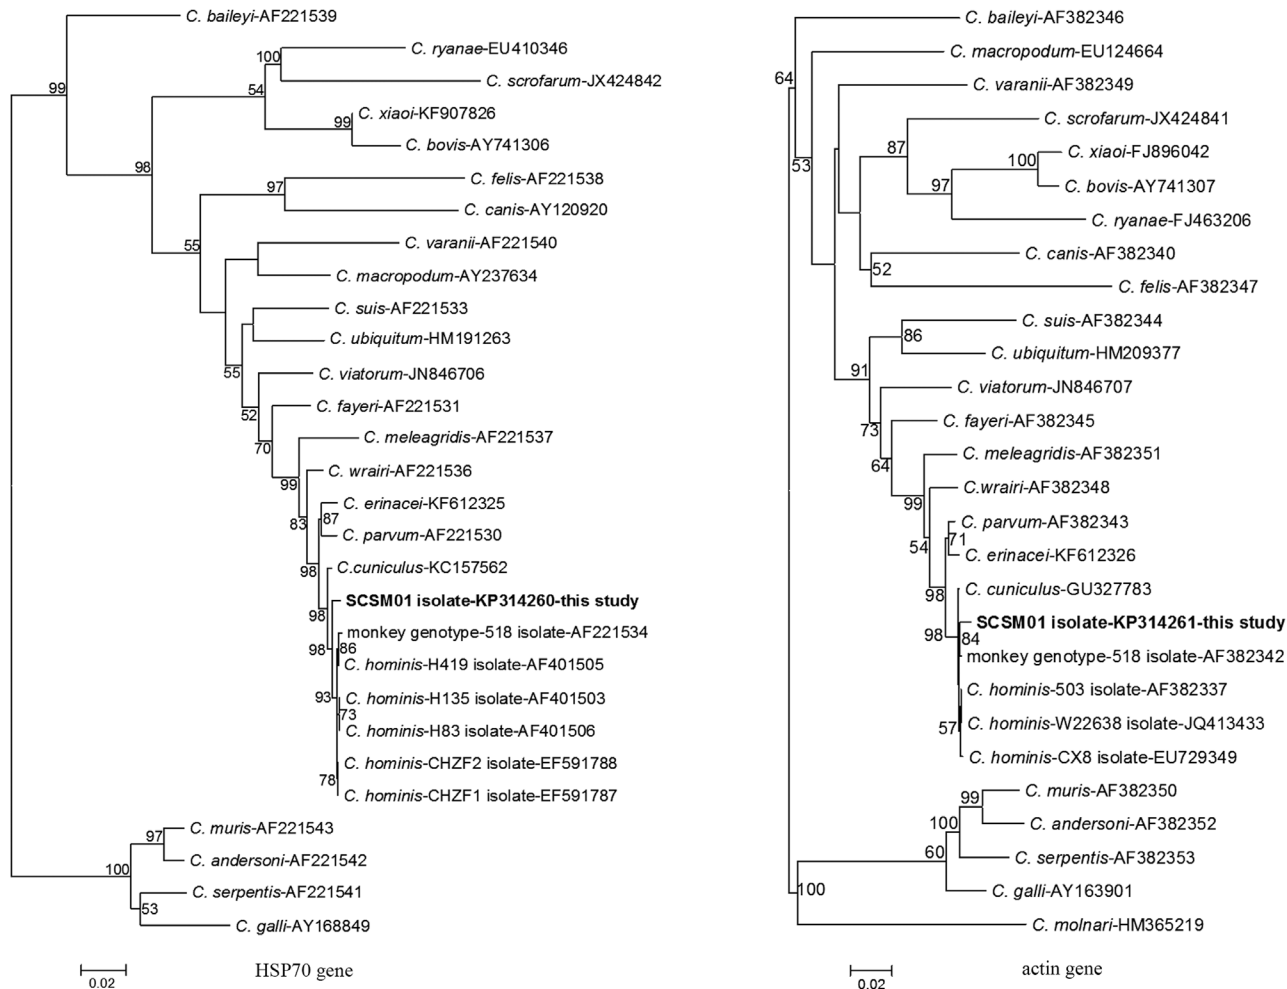 C. baileyi-AF221539
C. ryanae-EU410346
100
C. scrofarum-JX424842
99
54
C. xiaoi-KF907826
99
C. bovis-AY741306
98
C. felis-AF221538
97
C. canis-AY120920
55
C. varanii-AF221540
C. macropodum-AY237634
C. suis-AF221533
C. ubiquitum-HM191263
55
C. viatorum-JN846706
52
C. fayeri-AF221531
70
C. meleagridis-AF221537
C. wrairi-AF221536
99
C. erinacei-KF612325
87
83
C. parvum-AF221530
98
C.cuniculus-KC157562
SCSM01 isolate-KP314260-this study
98
monkey genotype-518 isolate-AF221534
98
86
C. hominis-H419 isolate-AF401505
93
C. hominis-H135 isolate-AF401503
73
C. hominis-H83 isolate-AF401506
C. hominis-CHZF2 isolate-EF591788
78
C. hominis-CHZF1 isolate-EF591787
C. muris-AF221543
97
C. andersoni-AF221542
100
C. serpentis-AF221541
53
C. galli-AY168849
0.02
HSP70 gene
C. baileyi-AF382346
C. macropodum-EU124664
64
C. varanii-AF382349
C. scrofarum-JX424841
87
C. xiaoi-FJ896042
53
100
C. bovis-AY741307
97
C. ryanae-FJ463206
C. canis-AF382340
52
C. felis-AF382347
C. suis-AF382344
86
C. ubiquitum-HM209377
91
C. viatorum-JN846707
C. fayeri-AF382345
73
C. meleagridis-AF382351
64
C.wrairi-AF382348
99
C. parvum-AF382343
71
54
C. erinacei-KF612326
C. cuniculus-GU327783
98
SCSM01 isolate-KP314261-this study
98
84
monkey genotype-518 isolate-AF382342
C. hominis-503 isolate-AF382337
C. hominis-W22638 isolate-JQ413433
57
C. hominis-CX8 isolate-EU729349
C. muris-AF382350
99
C. andersoni-AF382352
100
C. serpentis-AF382353
60
C. galli-AY163901
100
C. molnari-HM365219
0.02
actin gene